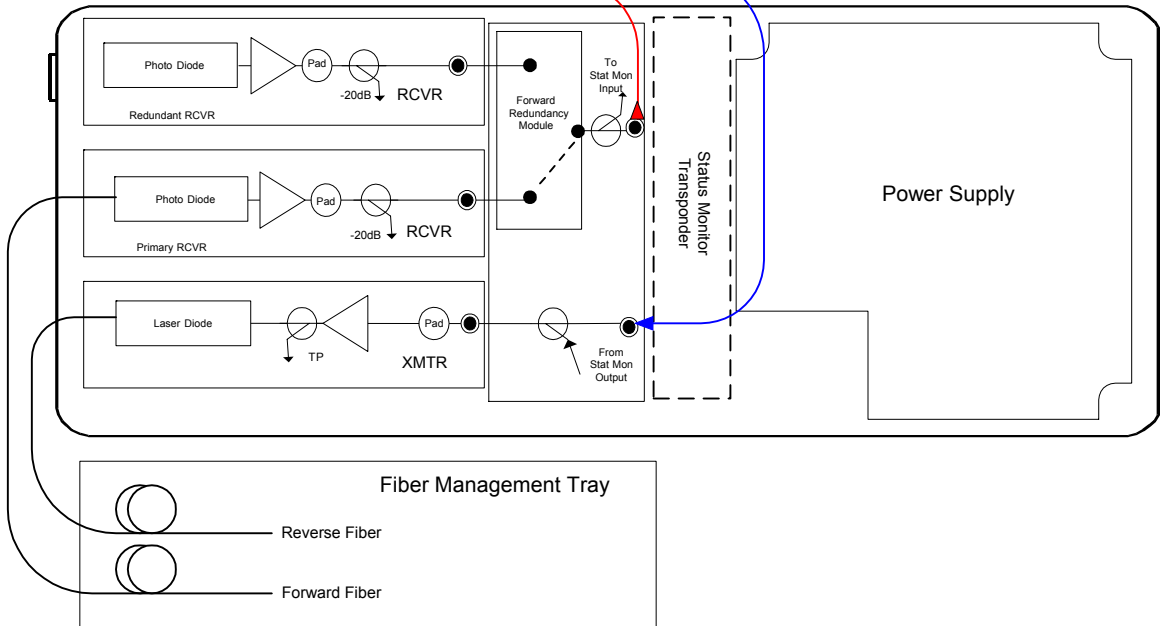 Photo Diode
Pad
-20dB
RCVR
Redundant RCVR
Forward
Redundancy
Module
To
Stat Mon
Input
Status Monitor
Transponder
Power Supply
Photo Diode
Pad
-20dB
RCVR
Primary RCVR
Laser Diode
TP
Pad
XMTR
From
Stat Mon
Output
Fiber Management Tray
Reverse Fiber
Forward Fiber